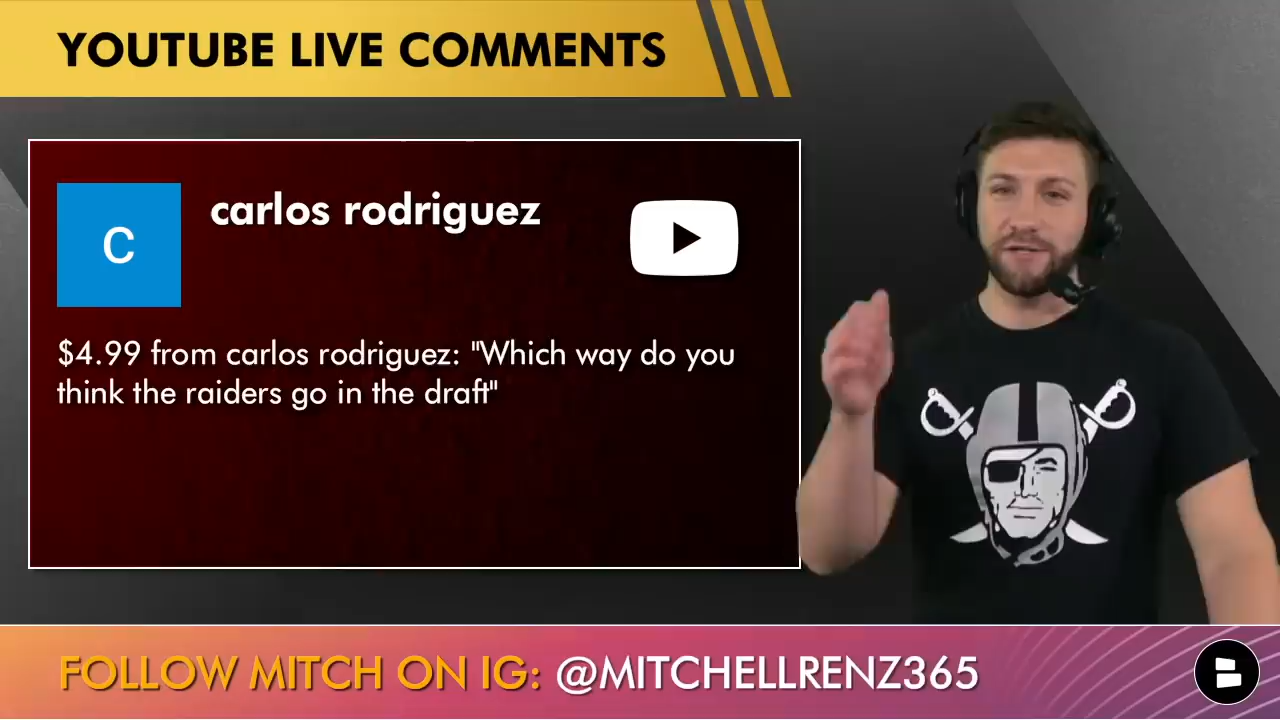 YOUTUBE LIVE COMMENTS
C
carlos rodriguez
$4.99 from carlos rodriguez: "Which way do you
think the raiders go in the draft"
FOLLOW MITCH ON IG: @MITCHELLRENZ365